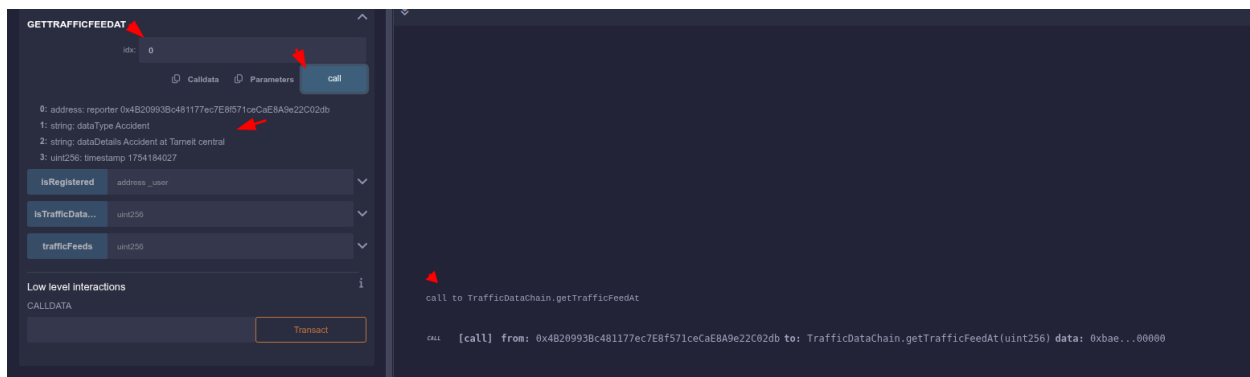 GETTRAFFICFEEDAT
idx: 0
Calldata Parameters call
0: address: reporter 0x4B20993Bc481177ec7E8f571ceCaE8A9e22C02db
1: string: dataType Accident
2: string: dataDetails Accident at Tarneit central
3: uint256: timestamp 1754184027
isRegistered address _user
isTrafficData... uint256
trafficFeeds uint256
Low level interactions i
CALLDATA
Transact
call to TrafficDataChain.getTrafficFeedAt
CALL [call] from: 0x4B20993Bc481177ec7E8f571ceCaE8A9e22C02db to: TrafficDataChain.getTrafficFeedAt(uint256) data: 0xbae...00000